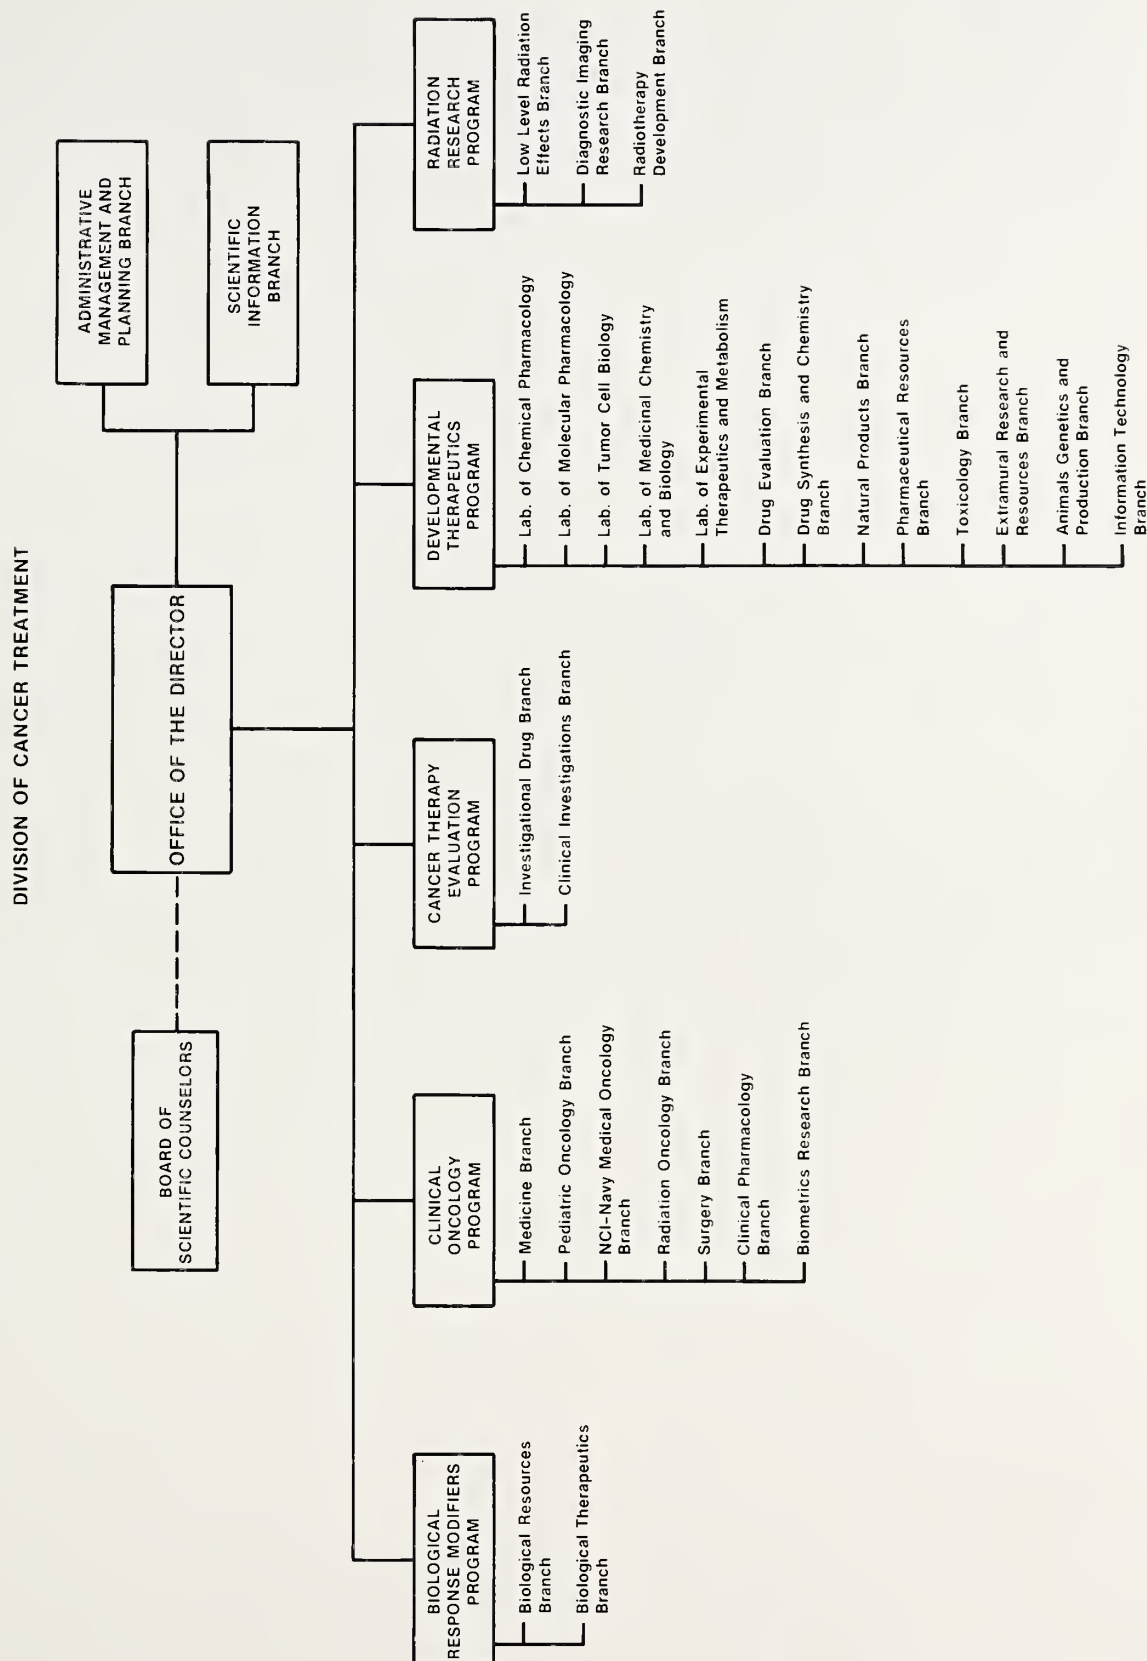 DIVISION OF CANCER TREATMENT
BOARD OF
SCIENTIFIC COUNSELORS
OFFICE OF THE DIRECTOR
ADMINISTRATIVE
MANAGEMENT AND
PLANNING BRANCH
SCIENTIFIC
INFORMATION
BRANCH
BIOLOGICAL
RESPONSE MODIFIERS
PROGRAM
Biological Resources
Branch
Biological Therapeutics
Branch
CLINICAL
ONCOLOGY
PROGRAM
Medicine Branch
Pediatric Oncology Branch
NCI-Navy Medical Oncology
Branch
Radiation Oncology Branch
Surgery Branch
Clinical Pharmacology
Branch
Biometrics Research Branch
CANCER THERAPY
EVALUATION
PROGRAM
Investigational Drug Branch
Clinical Investigations Branch
DEVELOPMENTAL
THERAPEUTICS
PROGRAM
Lab. of Chemical Pharmacology
Lab. of Molecular Pharmacology
Lab. of Tumor Cell Biology
Lab. of Medicinal Chemistry
and Biology
Lab. of Experimental
Therapeutics and Metabolism
Drug Evaluation Branch
Drug Synthesis and Chemistry
Branch
Natural Products Branch
Pharmaceutical Resources
Branch
Toxicology Branch
Extramural Research and
Resources Branch
Animals Genetics and
Production Branch
Information Technology
Branch
RADIATION
RESEARCH
PROGRAM
Low Level Radiation
Effects Branch
Diagnostic Imaging
Research Branch
Radiotherapy
Development Branch